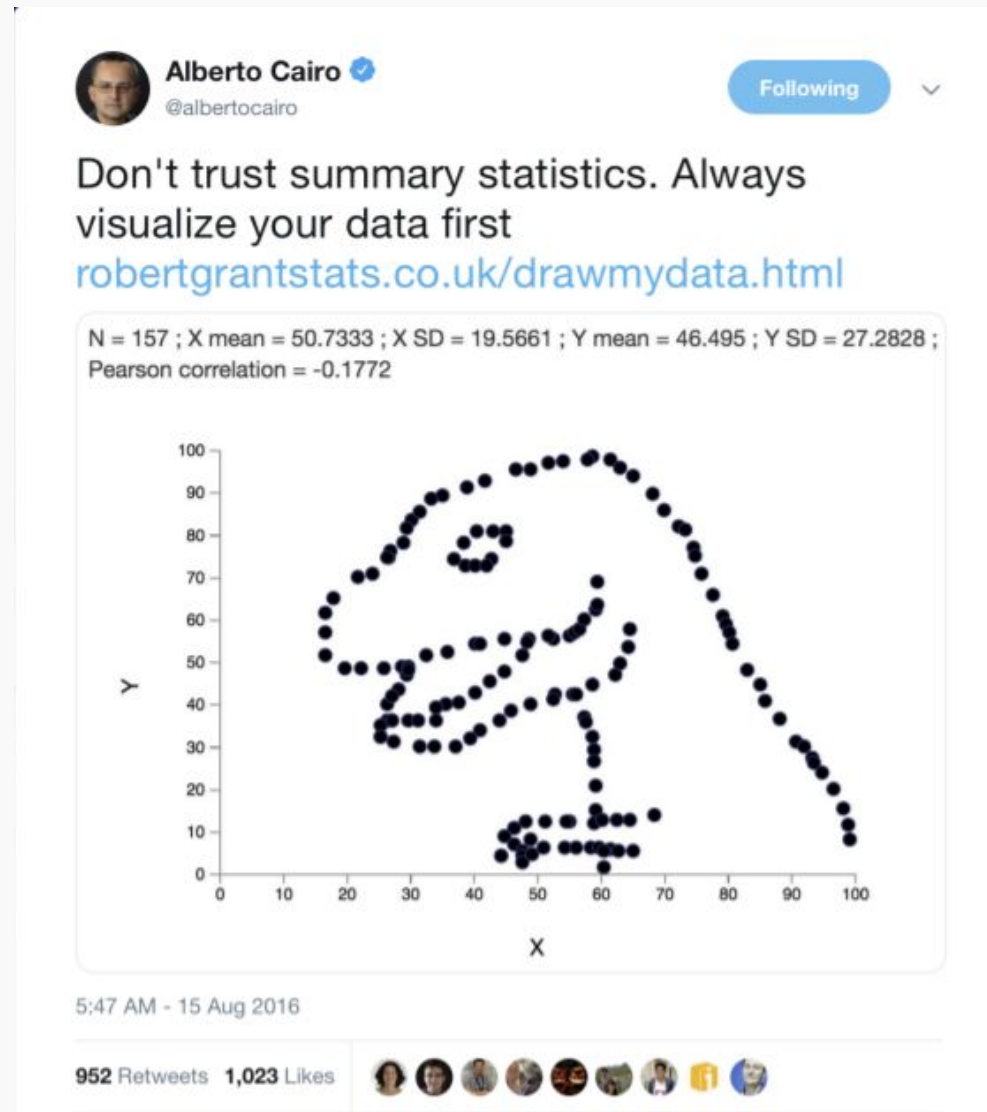 Alberto Cairo
@albertocairo
Following
Don't trust summary statistics. Always
visualize your data first
robertgrantstats.co.uk/drawmydata.html
N = 157 ; X mean = 50.7333 ; X SD = 19.5661 ; Y mean = 46.495 ; Y SD = 27.2828 ;
Pearson correlation = -0.1772
100
90
80
70
60
50
40
30
20
10
0
Y
0 10 20 30 40 50 60 70 80 90 100
X
5:47 AM - 15 Aug 2016
952 Retweets 1,023 Likes